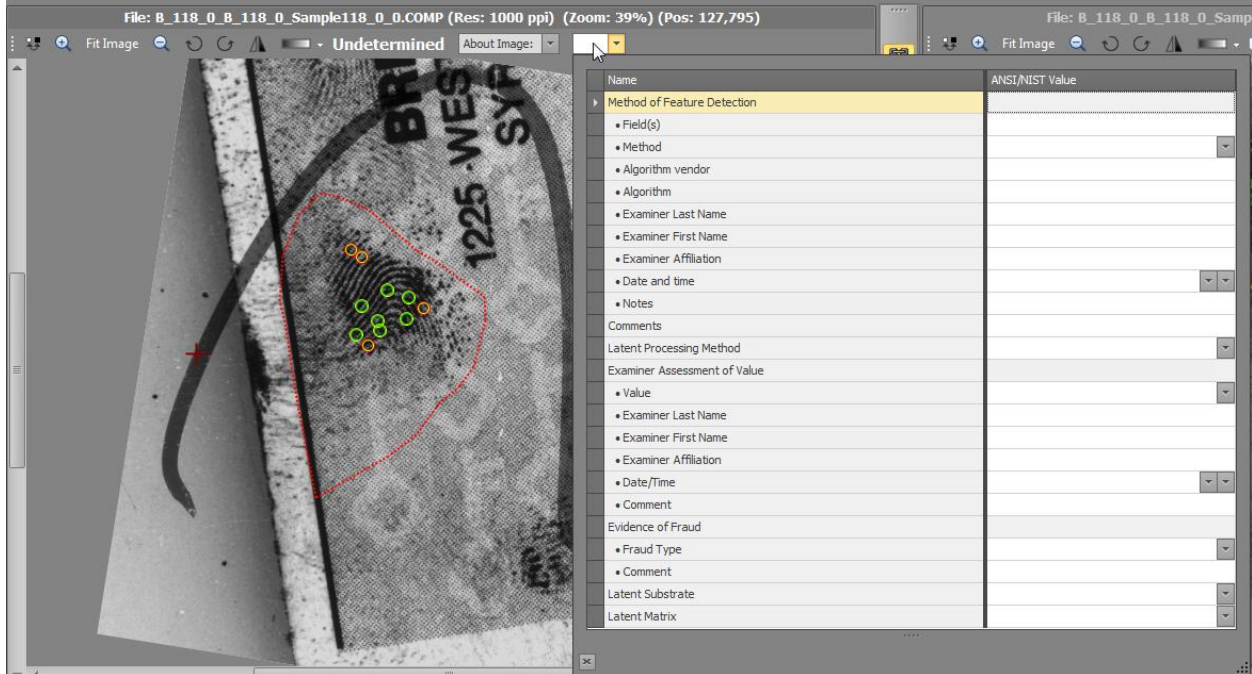 File: B_118_0_B_118_0_Sample118_0_0.COMP (Res: 1000 ppi) (Zoom: 39%) (Pos: 127,795)
File: B_118_0_B_118_0_Samp
Fit Image
Undetermined
About Image:
Fit Image
1225 WEST
Name
ANSI/NIST Value
Method of Feature Detection
• Field(s)
• Method
• Algorithm vendor
• Algorithm
• Examiner Last Name
• Examiner First Name
• Examiner Affiliation
• Date and time
• Notes
Comments
Latent Processing Method
Examiner Assessment of Value
• Value
• Examiner Last Name
• Examiner First Name
• Examiner Affiliation
• Date/Time
• Comment
Evidence of Fraud
• Fraud Type
• Comment
Latent Substrate
Latent Matrix